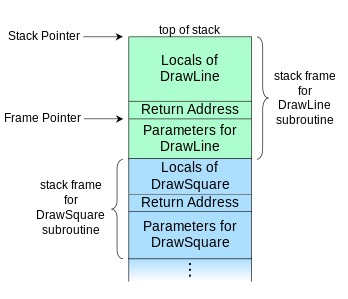 top of stack
Stack Pointer
Locals of
DrawLine
stack frame
for
DrawLine
subroutine
Return Address
Frame Pointer
Parameters for
DrawLine
Locals of
DrawSquare
stack frame
for
DrawSquare
subroutine
Return Address
Parameters for
DrawSquare
⋮